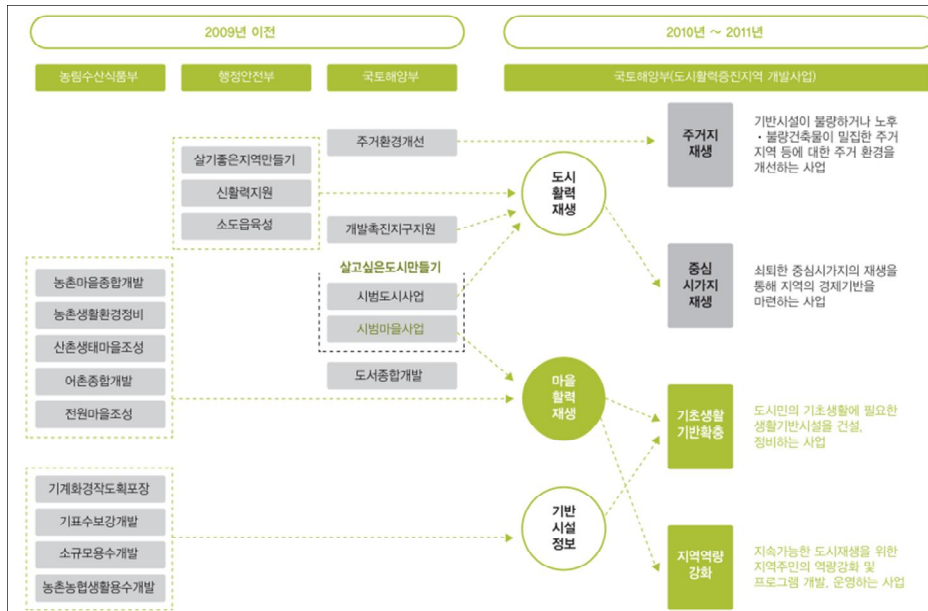 2009년 이전
2010년 ~ 2011년
농림수산식품부
행정안전부
국토해양부
국토해양부(도시활력증진지역 개발사업)
살기좋은지역만들기
신활력지원
소도읍육성
주거환경개선
개발촉진지구지원
살고싶은도시만들기
시범도시사업
시범마을사업
도서종합개발
농촌마을종합개발
농촌생활환경정비
산촌생태마을조성
어촌종합개발
전원마을조성
기계화경작도획포장
기표수보강개발
소규모용수개발
농촌농협생활용수개발
도시
활력
재생
마을
활력
재생
기반
시설
정보
주거지
재생
기반시설이 불량하거나 노후
・불량건축물이 밀집한 주거
지역 등에 대한 주거 환경을
개선하는 사업
중심
시가지
재생
쇠퇴한 중심시가지의 재생을
통해 지역의 경제기반을
마련하는 사업
기초생활
기반확충
도시민의 기초생활에 필요한
생활기반시설을 건설,
정비하는 사업
지역역량
강화
지속가능한 도시재생을 위한
지역주민의 역량강화 및
프로그램 개발, 운영하는 사업